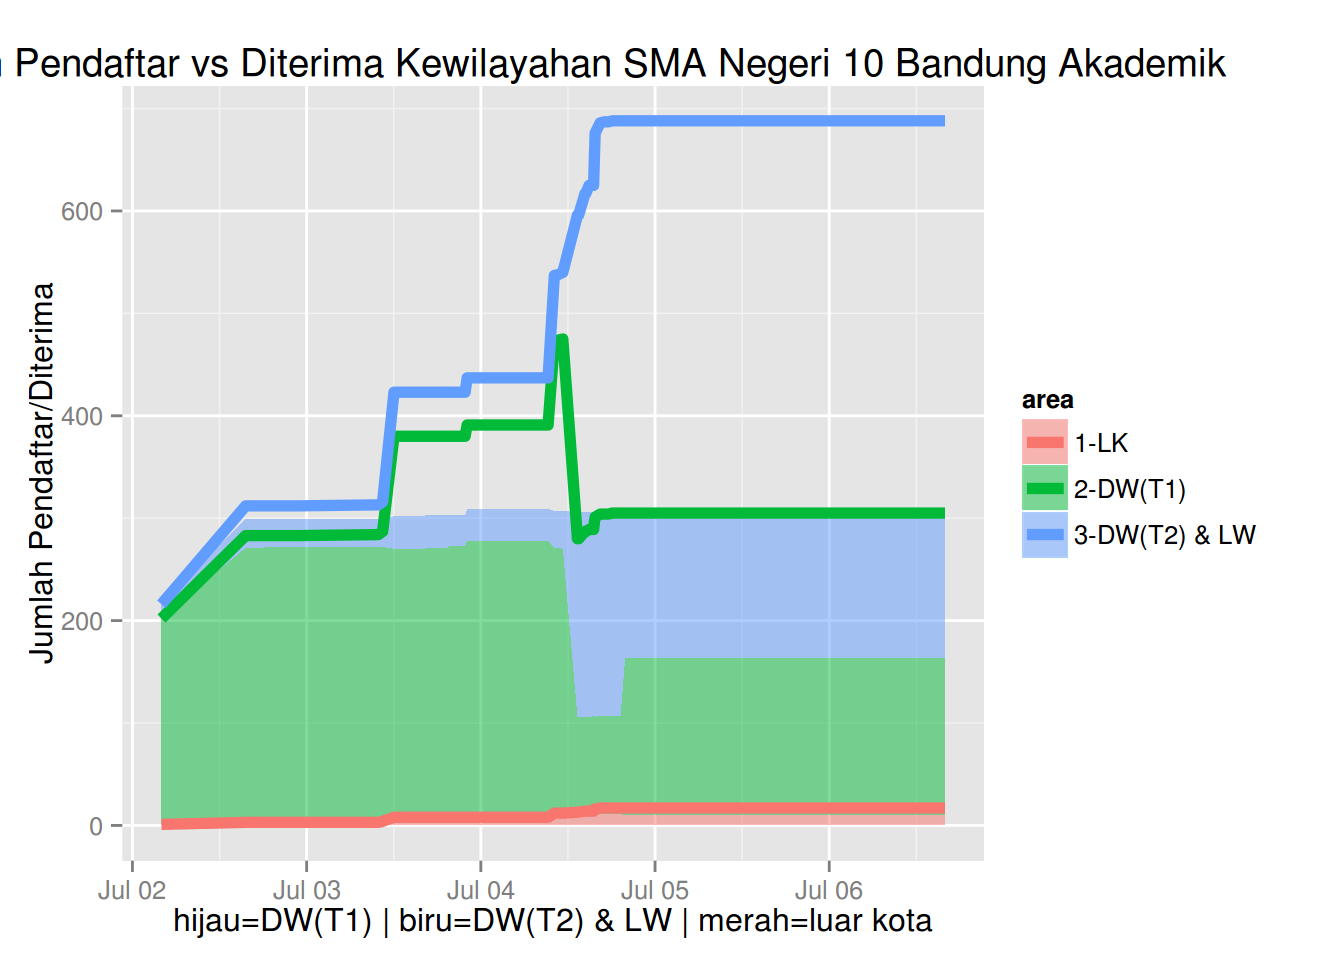 Pendaftar vs Diterima Kewilayahan SMA Negeri 10 Bandung Akademik
Jumlah Pendaftar/Diterima
600
400
200
0
Jul 02 Jul 03 Jul 04 Jul 05 Jul 06
hijau=DW(T1) | biru=DW(T2) & LW | merah=luar kota
area
1-LK
2-DW(T1)
3-DW(T2) & LW